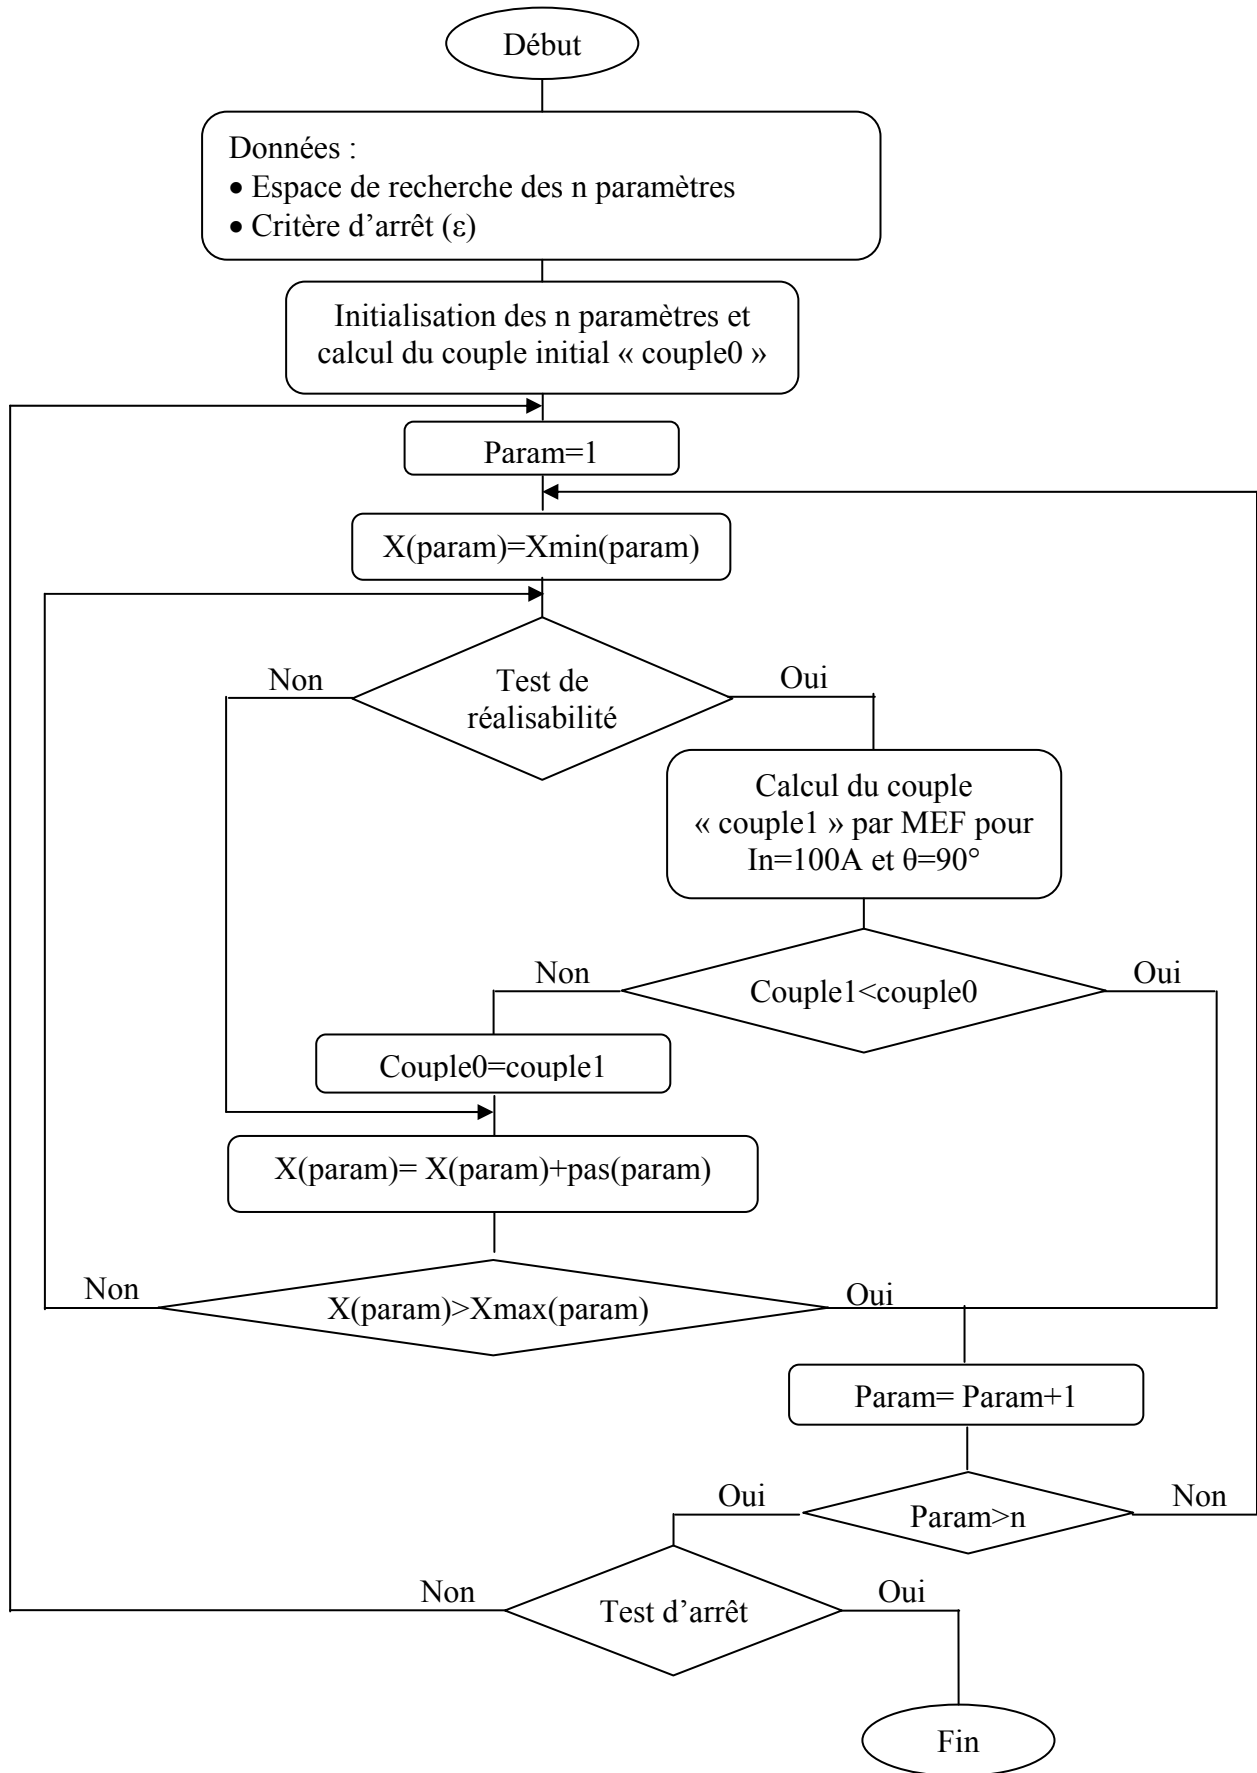 Début
Données :
• Espace de recherche des n paramètres
• Critère d’arrêt (ε)
Initialisation des n paramètres et
calcul du couple initial « couple0 »
Param=1
X(param)=Xmin(param)
Non
Test de
réalisabilité
Oui
Calcul du couple
« couple1 » par MEF pour
In=100A et θ=90°
Non
Couple1<couple0
Oui
Couple0=couple1
X(param)= X(param)+pas(param)
Non
X(param)>Xmax(param)
Oui
Param= Param+1
Oui
Param>n
Non
Non
Test d’arrêt
Oui
Fin